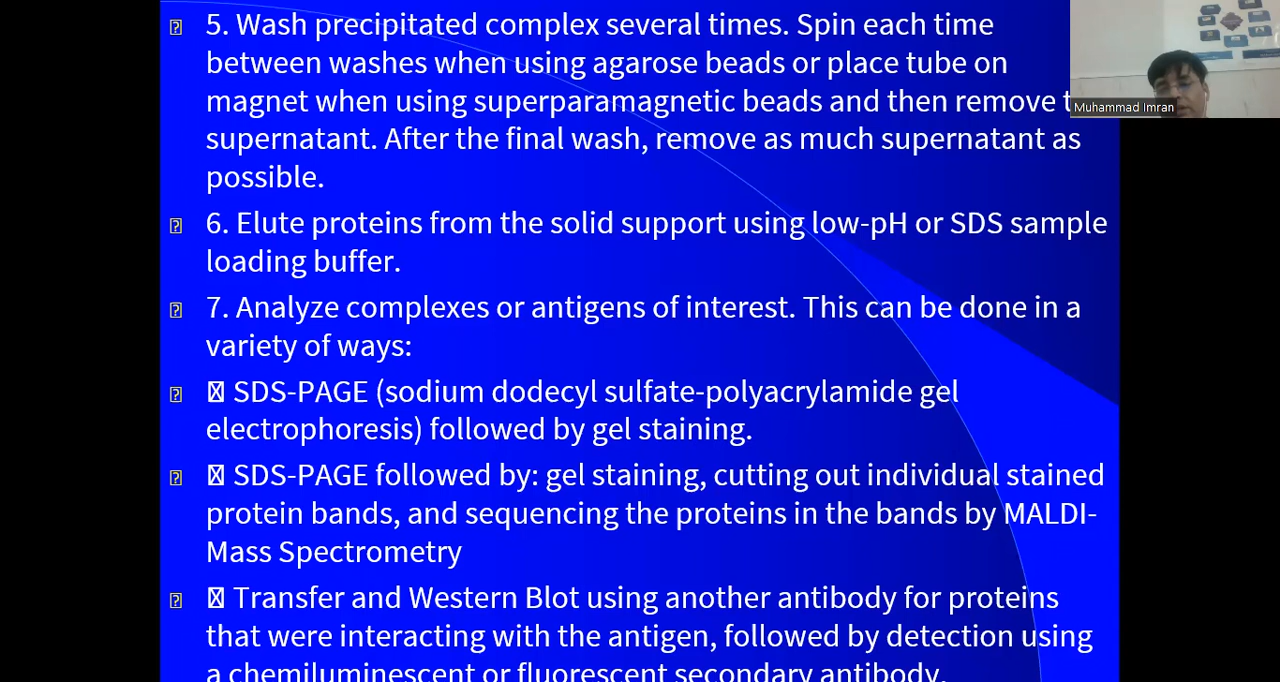 5. Wash precipitated complex several times. Spin each time
between washes when using agarose beads or place tube on
magnet when using superparamagnetic beads and then remove
supernatant. After the final wash, remove as much supernatant as
possible.
6. Elute proteins from the solid support using low-pH or SDS sample
loading buffer.
7. Analyze complexes or antigens of interest. This can be done in a
variety of ways:
SDS-PAGE (sodium dodecyl sulfate-polyacrylamide gel
electrophoresis) followed by gel staining.
SDS-PAGE followed by: gel staining, cutting out individual stained
protein bands, and sequencing the proteins in the bands by MALDI-
Mass Spectrometry
Transfer and Western Blot using another antibody for proteins
that were interacting with the antigen, followed by detection using
a chemiluminescent or fluorescent secondary antibody.
Muhammad Imran